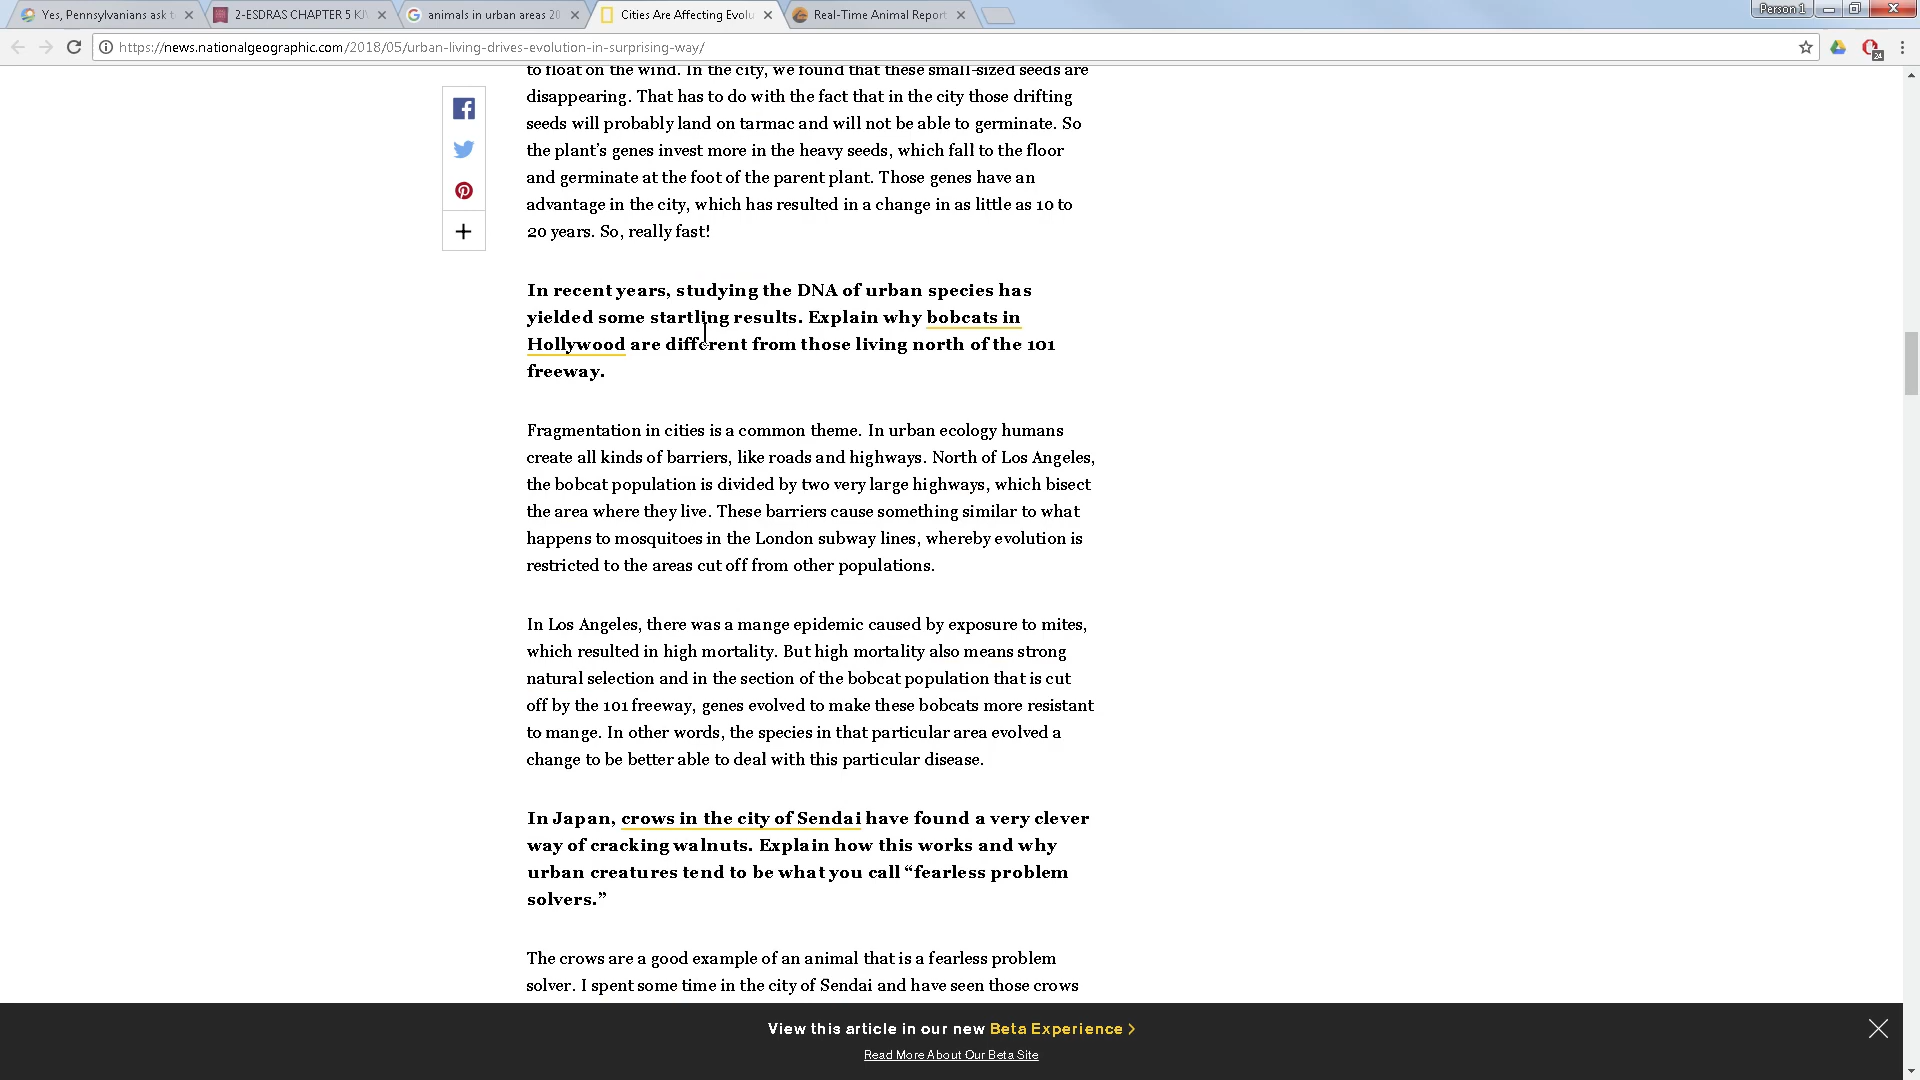 Yes, Pennsylvanians ask t
2-ESDRAS CHAPTER 5 KJV
animals in urban areas 20
Cities Are Affecting Evolu
Real-Time Animal Report
Person 1
https://news.nationalgeographic.com/2018/05/urban-living-drives-evolution-in-surprising-way/
to float on the wind. In the city, we found that these small-sized seeds are
disappearing. That has to do with the fact that in the city those drifting
seeds will probably land on tarmac and will not be able to germinate. So
the plant’s genes invest more in the heavy seeds, which fall to the floor
and germinate at the foot of the parent plant. Those genes have an
advantage in the city, which has resulted in a change in as little as 10 to
20 years. So, really fast!
In recent years, studying the DNA of urban species has
yielded some startling results. Explain why bobcats in
Hollywood are different from those living north of the 101
freeway.
Fragmentation in cities is a common theme. In urban ecology humans
create all kinds of barriers, like roads and highways. North of Los Angeles,
the bobcat population is divided by two very large highways, which bisect
the area where they live. These barriers cause something similar to what
happens to mosquitoes in the London subway lines, whereby evolution is
restricted to the areas cut off from other populations.
In Los Angeles, there was a mange epidemic caused by exposure to mites,
which resulted in high mortality. But high mortality also means strong
natural selection and in the section of the bobcat population that is cut
off by the 101 freeway, genes evolved to make these bobcats more resistant
to mange. In other words, the species in that particular area evolved a
change to be better able to deal with this particular disease.
In Japan, crows in the city of Sendai have found a very clever
way of cracking walnuts. Explain how this works and why
urban creatures tend to be what you call “fearless problem
solvers.”
The crows are a good example of an animal that is a fearless problem
solver. I spent some time in the city of Sendai and have seen those crows
View this article in our new Beta Experience >
Read More About Our Beta Site